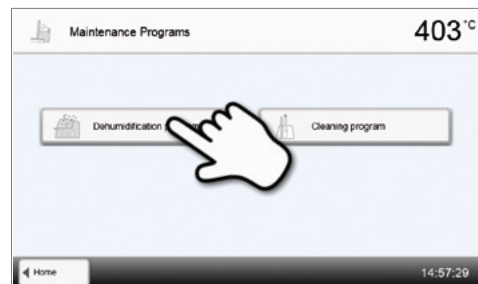 Maintenance Programs
403 °C
Dehumidification
Cleaning program
Home
14:57:29